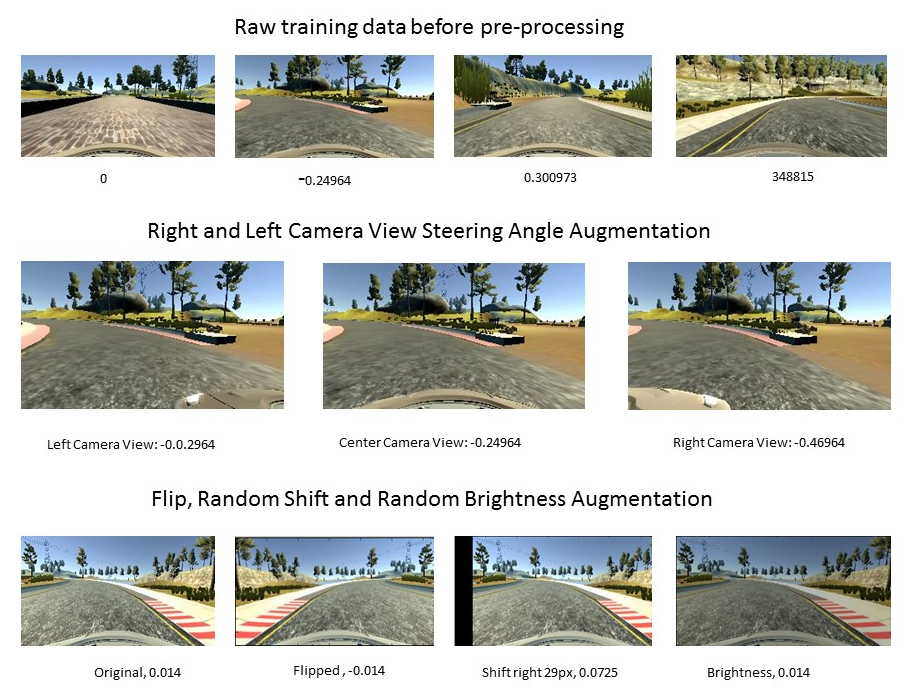 Raw training data before pre-processing
0
-0.24964
0.300973
348815
Right and Left Camera View Steering Angle Augmentation
Left Camera View: -0.0.2964
Center Camera View: -0.24964
Right Camera View: -0.46964
Flip, Random Shift and Random Brightness Augmentation
Original, 0.014
Flipped , -0.014
Shift right 29px, 0.0725
Brightness, 0.014